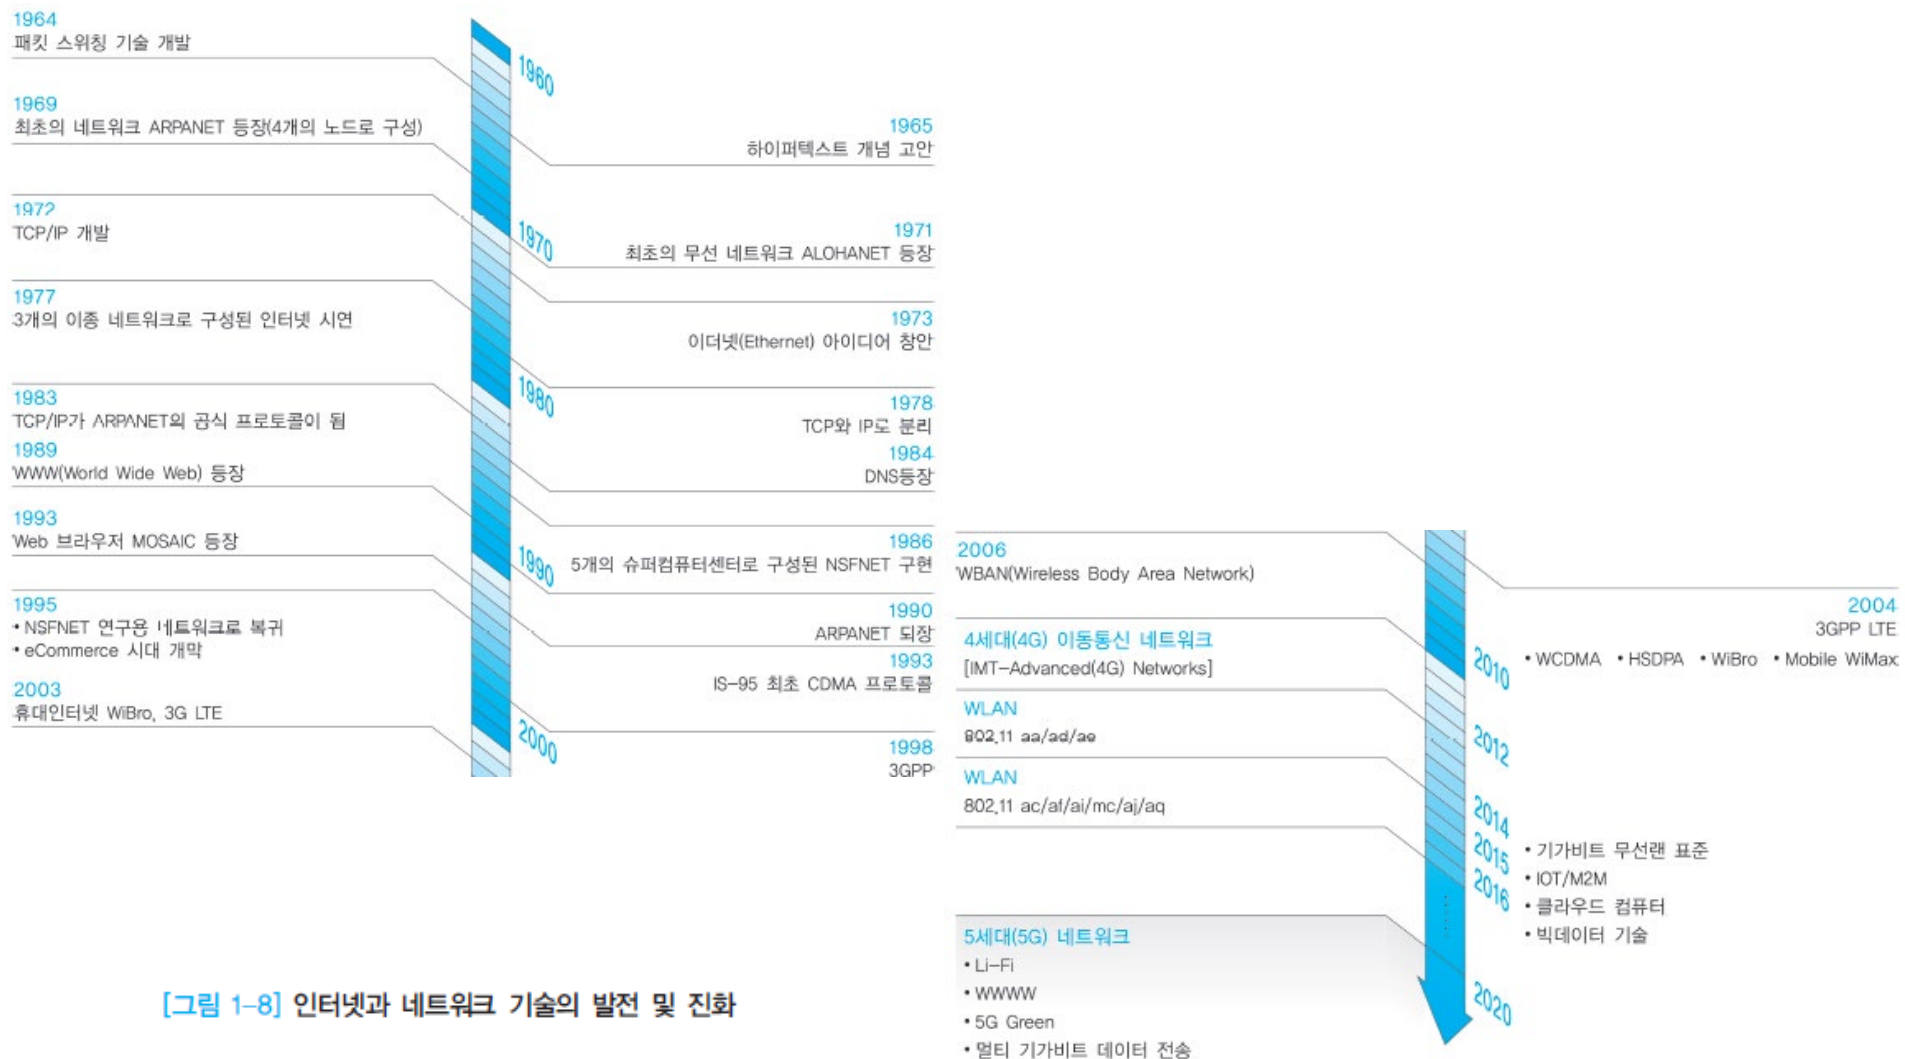 1964
패킷 스위칭 기술 개발
1969
최초의 네트워크 ARPANET 등장(4개의 노드로 구성)
1972
TCP/IP 개발
1977
3개의 이종 네트워크로 구성된 인터넷 시연
1983
TCP/IP가 ARPANET의 공식 프로토콜이 됨
1989
WWW(World Wide Web) 등장
1993
Web 브라우저 MOSAIC 등장
1995
• NSFNET 연구용 네트워크로 복귀
• eCommerce 시대 개막
2003
휴대인터넷 WiBro, 3G LTE
1960
1970
1980
1990
2000
1965
하이퍼텍스트 개념 고안
1971
최초의 무선 네트워크 ALOHANET 등장
1973
이더넷(Ethernet) 아이디어 창안
1978
TCP와 IP로 분리
1984
DNS등장
1986
5개의 슈퍼컴퓨터센터로 구성된 NSFNET 구현
1990
ARPANET 퇴장
1993
IS-95 최초 CDMA 프로토콜
1998
3GPP
2006
WBAN(Wireless Body Area Network)
4세대(4G) 이동통신 네트워크
[IMT-Advanced(4G) Networks]
WLAN
802.11 aa/ad/ae
WLAN
802.11 ac/af/ai/mc/aj/aq
5세대(5G) 네트워크
• Li-Fi
• WWWW
• 5G Green
• 멀티 기가비트 데이터 전송
2010
2012
2014
2015
2016
2020
2004
3GPP LTE
• WCDMA • HSDPA • WiBro • Mobile WiMax
• 기가비트 무선랜 표준
• IOT/M2M
• 클라우드 컴퓨터
• 빅데이터 기술
[그림 1-8] 인터넷과 네트워크 기술의 발전 및 진화